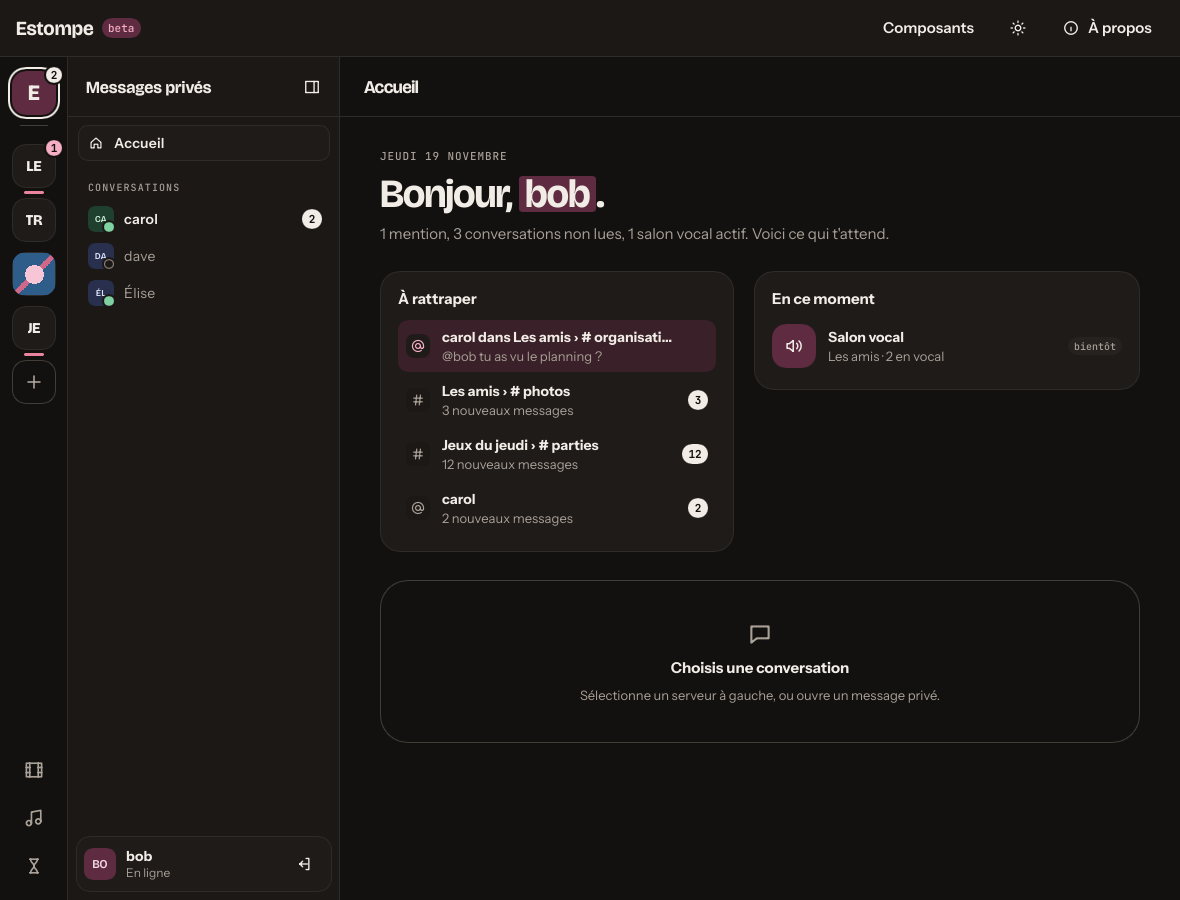 Estompe beta
Composants
À propos
E 2
LE 1
TR
JE
Messages privés
Accueil
CONVERSATIONS
CA carol 2
DA dave
ÉL Élise
BO bob
En ligne
Accueil
JEUDI 19 NOVEMBRE
Bonjour, bob.
1 mention, 3 conversations non lues, 1 salon vocal actif. Voici ce qui t'attend.
À rattraper
carol dans Les amis › # organisati…
@bob tu as vu le planning ?
Les amis › # photos
3 nouveaux messages
3
Jeux du jeudi › # parties
12 nouveaux messages
12
carol
2 nouveaux messages
2
En ce moment
Salon vocal
Les amis · 2 en vocal
bientôt
Choisis une conversation
Sélectionne un serveur à gauche, ou ouvre un message privé.